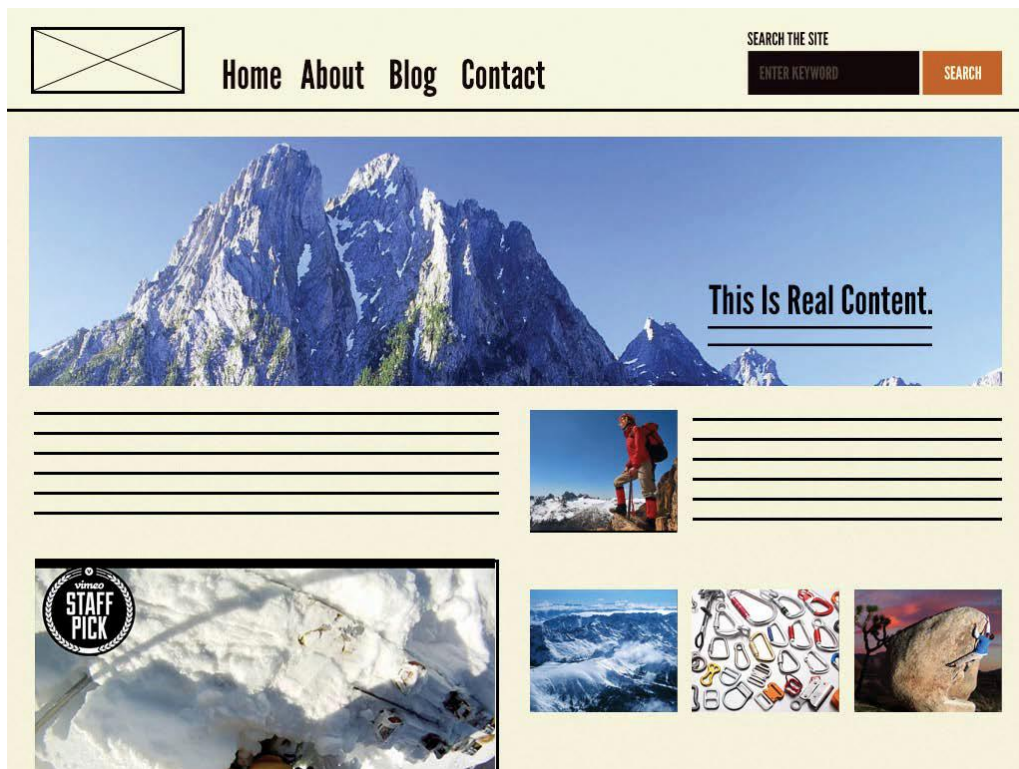 SEARCH THE SITE
Home About Blog Contact
ENTER KEYWORD
SEARCH
This Is Real Content.
vimeo
STAFF
PICK